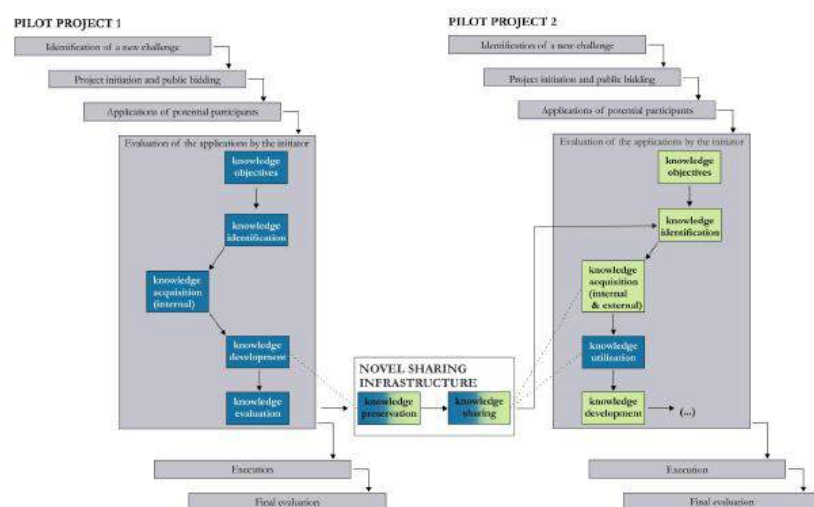 PILOT PROJECT 1
Identification of a new challenge
Project initiation and public bidding
Applications of potential participants
Evaluation of the applications by the initiator
knowledge
objectives
knowledge
identification
knowledge
acquisition
(internal)
knowledge
development
knowledge
evaluation
Execution
Final evaluation
NOVEL SHARING
INFRASTRUCTURE
knowledge
preservation
knowledge
sharing
PILOT PROJECT 2
Identification of a new challenge
Project initiation and public bidding
Applications of potential participants
Evaluation of the applications by the initiator
knowledge
objectives
knowledge
identification
knowledge
acquisition
(internal
& external)
knowledge
utilisation
knowledge
development
(...)
Execution
Final evaluation